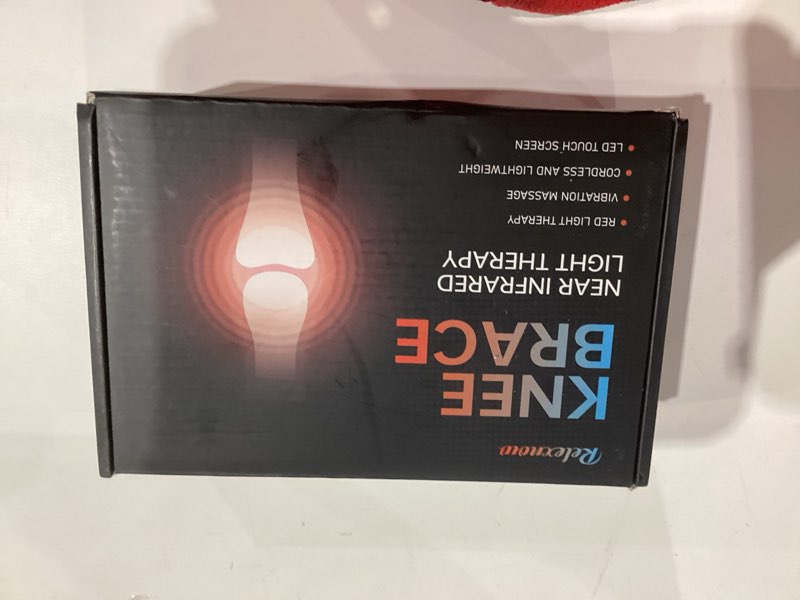 Relexnow
KNEE
BRACE
NEAR INFRARED
LIGHT THERAPY
RED LIGHT THERAPY
VIBRATION MASSAGE
CORDLESS AND LIGHTWEIGHT
LED TOUCH SCREEN